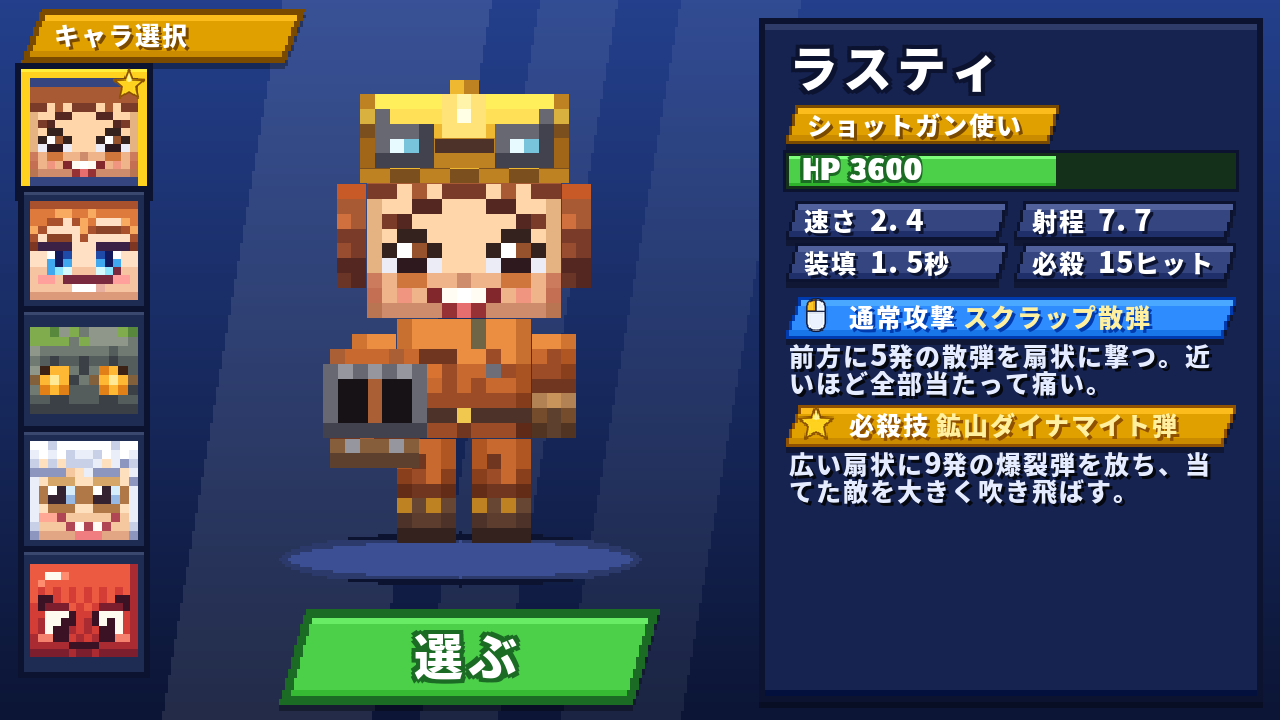 キャラ選択
ラスティ
ショットガン使い
HP 3600
速さ 2.4
射程 7.7
装填 1.5秒
必殺 15ヒット
通常攻撃 スクラップ散弾
前方に5発の散弾を扇状に撃つ。近
いほど全部当たって痛い。
必殺技 鉱山ダイナマイト弾
広い扇状に9発の爆裂弾を放ち、当
てた敵を大きく吹き飛ばす。
選ぶ